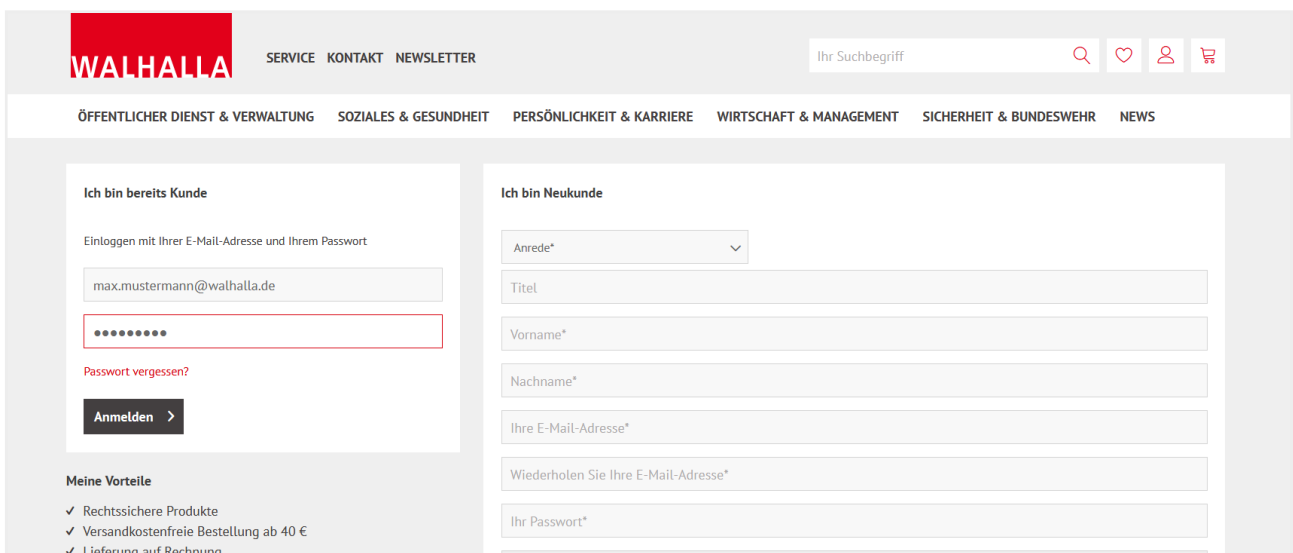 WALHALLA
SERVICE KONTAKT NEWSLETTER
Ihr Suchbegriff
ÖFFENTLICHER DIENST & VERWALTUNG SOZIALES & GESUNDHEIT PERSÖNLICHKEIT & KARRIERE WIRTSCHAFT & MANAGEMENT SICHERHEIT & BUNDESWEHR NEWS
Ich bin bereits Kunde
Einloggen mit Ihrer E-Mail-Adresse und Ihrem Passwort
max.mustermann@walhalla.de
●●●●●●●●●
Passwort vergessen?
Anmelden
Meine Vorteile
✓ Rechtssichere Produkte
✓ Versandkostenfreie Bestellung ab 40 €
✓ Lieferung auf Rechnung
Ich bin Neukunde
Anrede*
Titel
Vorname*
Nachname*
Ihre E-Mail-Adresse*
Wiederholen Sie Ihre E-Mail-Adresse*
Ihr Passwort*